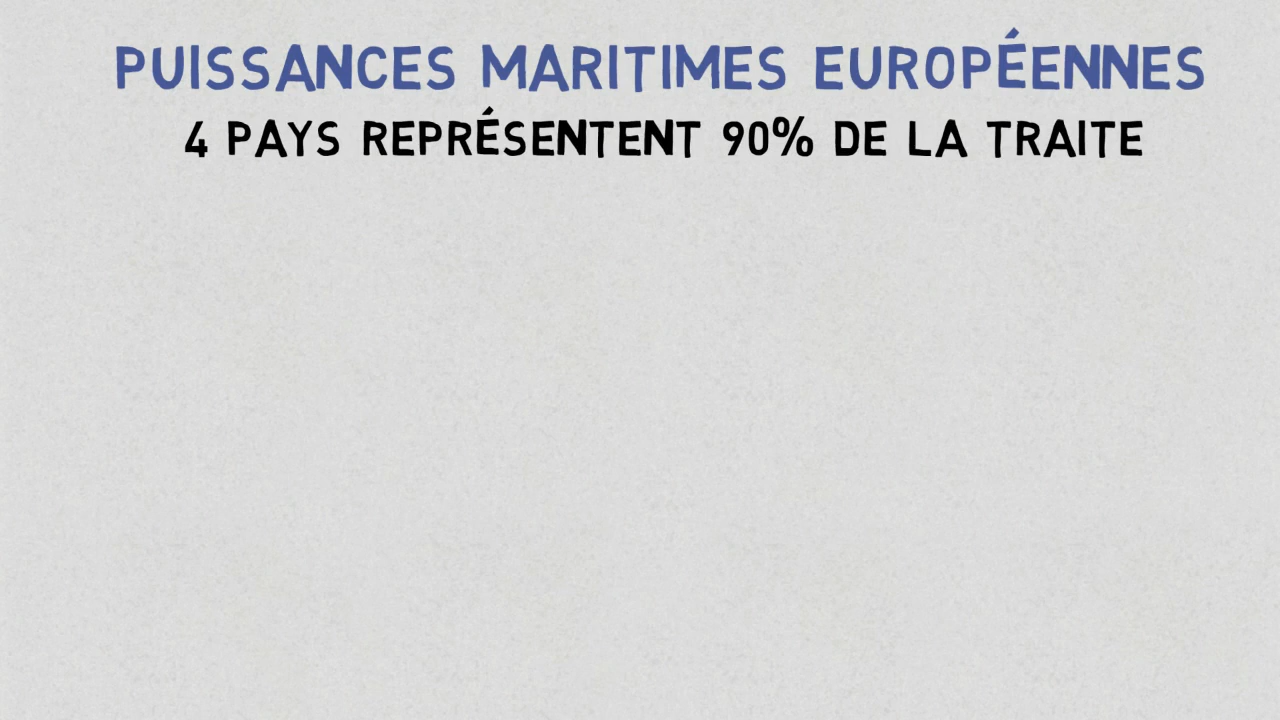 PUISSANCES MARITIMES EUROPÉENNES
4 PAYS REPRÉSENTENT 90% DE LA TRAITE